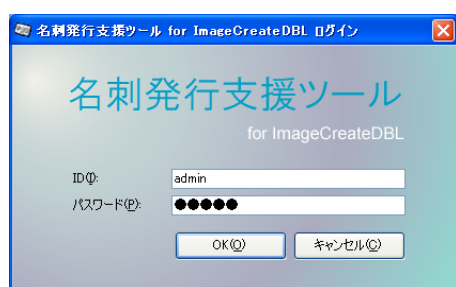 名刺発行支援ツール for ImageCreateDBL ログイン
名刺発行支援ツール
for ImageCreateDBL
ID(I): admin
パスワード(P): ●●●●●
OK(O) キャンセル(C)